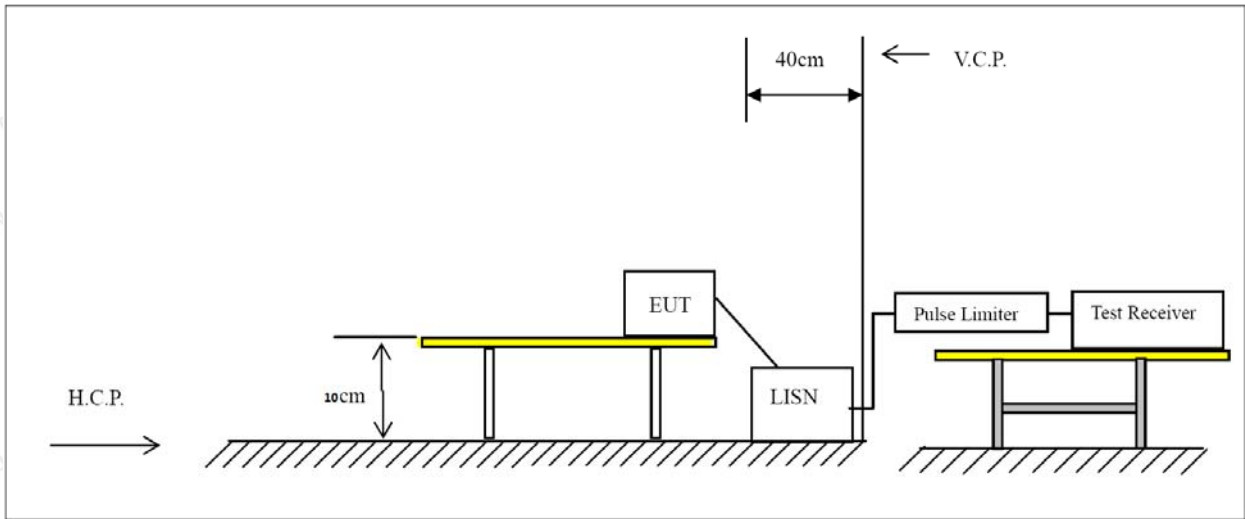 40cm
V.C.P.
EUT
Pulse Limiter
Test Receiver
10cm
H.C.P.
LISN